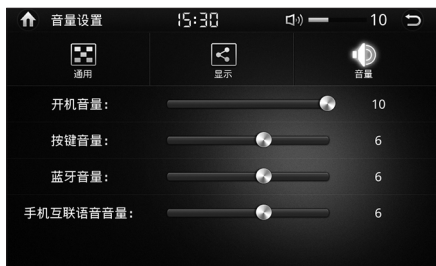 音量设置 15:30 10
通用 显示 音量
开机音量： 10
按键音量： 6
蓝牙音量： 6
手机互联语音音量： 6